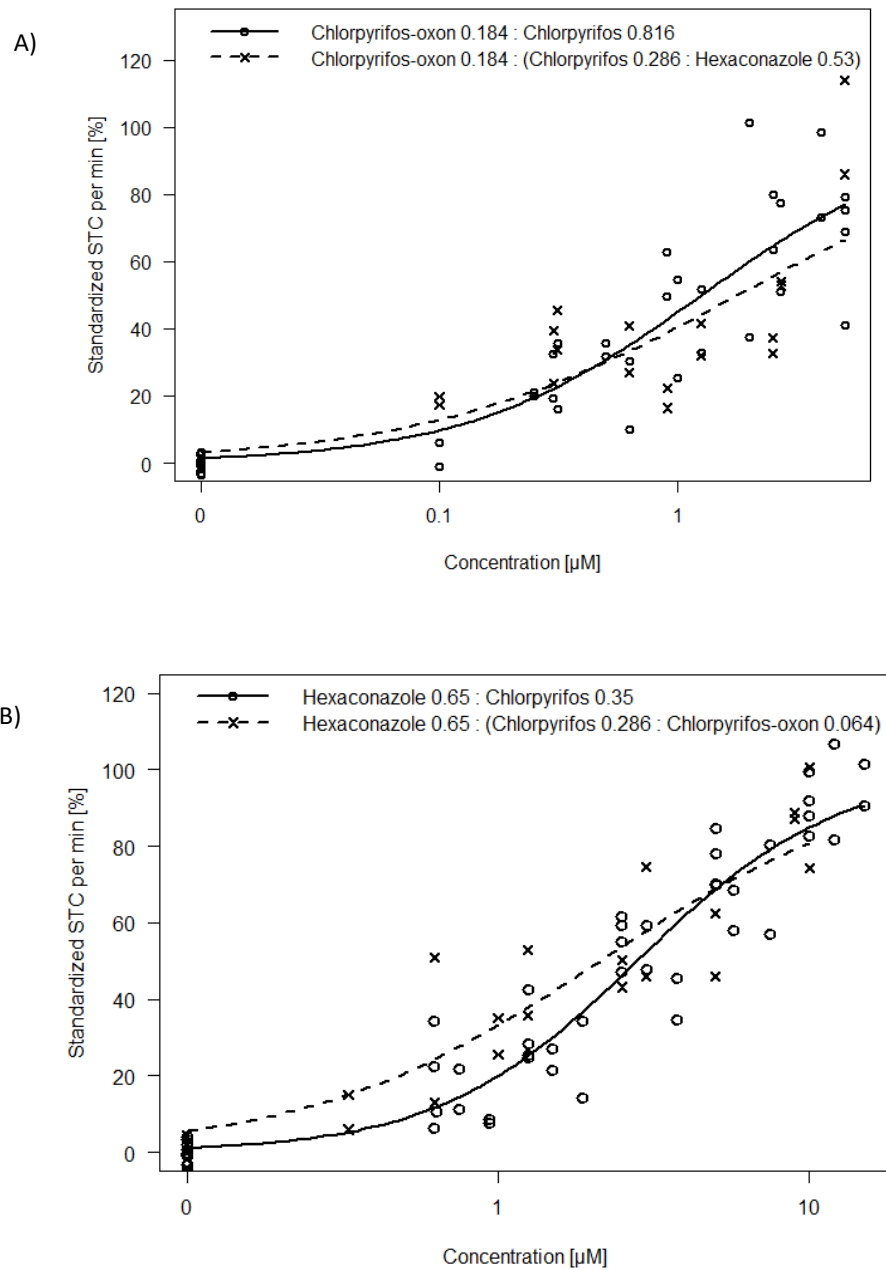 A)
Chlorpyrifos-oxon 0.184 : Chlorpyrifos 0.816
Chlorpyrifos-oxon 0.184 : (Chlorpyrifos 0.286 : Hexaconazole 0.53)
Standardized STC per min [%]
120
100
80
60
40
20
0
0 0.1 1
Concentration [µM]
B)
Hexaconazole 0.65 : Chlorpyrifos 0.35
Hexaconazole 0.65 : (Chlorpyrifos 0.286 : Chlorpyrifos-oxon 0.064)
Standardized STC per min [%]
120
100
80
60
40
20
0
0 1 10
Concentration [µM]